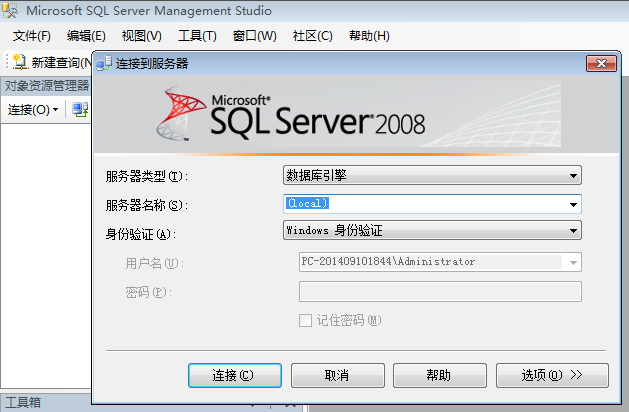 Microsoft SQL Server Management Studio
文件(F) 编辑(E) 视图(V) 工具(T) 窗口(W) 社区(C) 帮助(H)
新建查询(N
连接到服务器
对象资源管理器
连接(O)
Microsoft®
SQL Server® 2008
服务器类型(T): 数据库引擎
服务器名称(S): (local)
身份验证(A): Windows 身份验证
用户名(U): PC-201409101844\Administrator
密码(P):
记住密码(M)
连接(C) 取消 帮助 选项(O) >>
工具箱